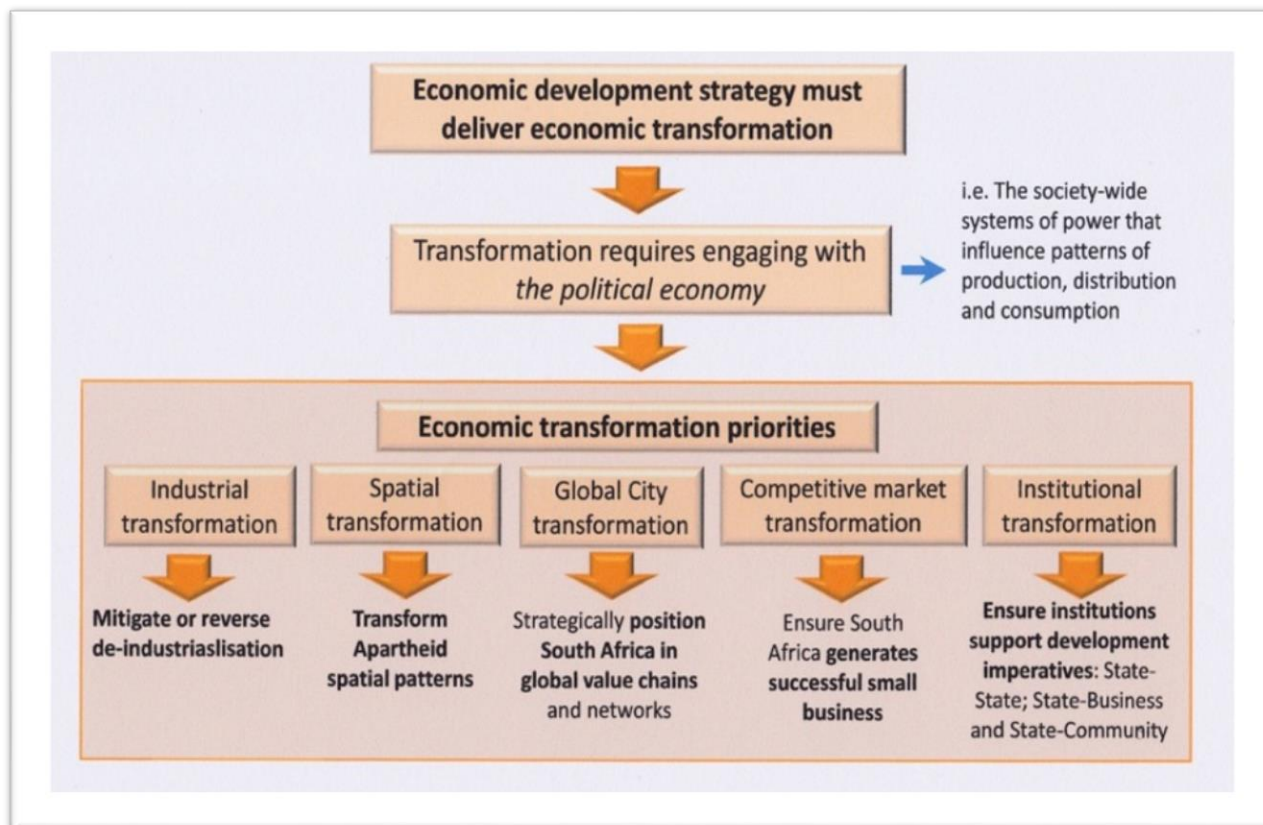 Economic development strategy must
deliver economic transformation
Transformation requires engaging with
the political economy
i.e. The society-wide
systems of power that
influence patterns of
production, distribution
and consumption
Economic transformation priorities
Industrial
transformation
Spatial
transformation
Global City
transformation
Competitive market
transformation
Institutional
transformation
Mitigate or reverse
de-industriaslisation
Transform
Apartheid
spatial patterns
Strategically position
South Africa in
global value chains
and networks
Ensure South
Africa generates
successful small
business
Ensure institutions
support development
imperatives: State-
State; State-Business
and State-Community